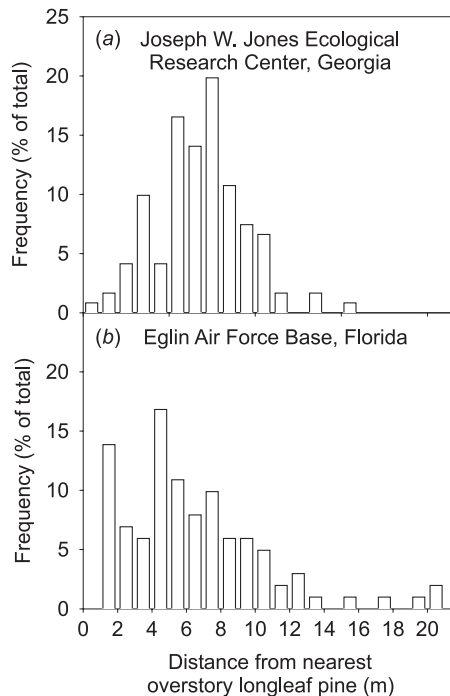 (a) Joseph W. Jones Ecological
Research Center, Georgia
Frequency (% of total)
25
20
15
10
5
0
(b) Eglin Air Force Base, Florida
Frequency (% of total)
20
15
10
5
0
0 2 4 6 8 10 12 14 16 18 20
Distance from nearest
overstory longleaf pine (m)